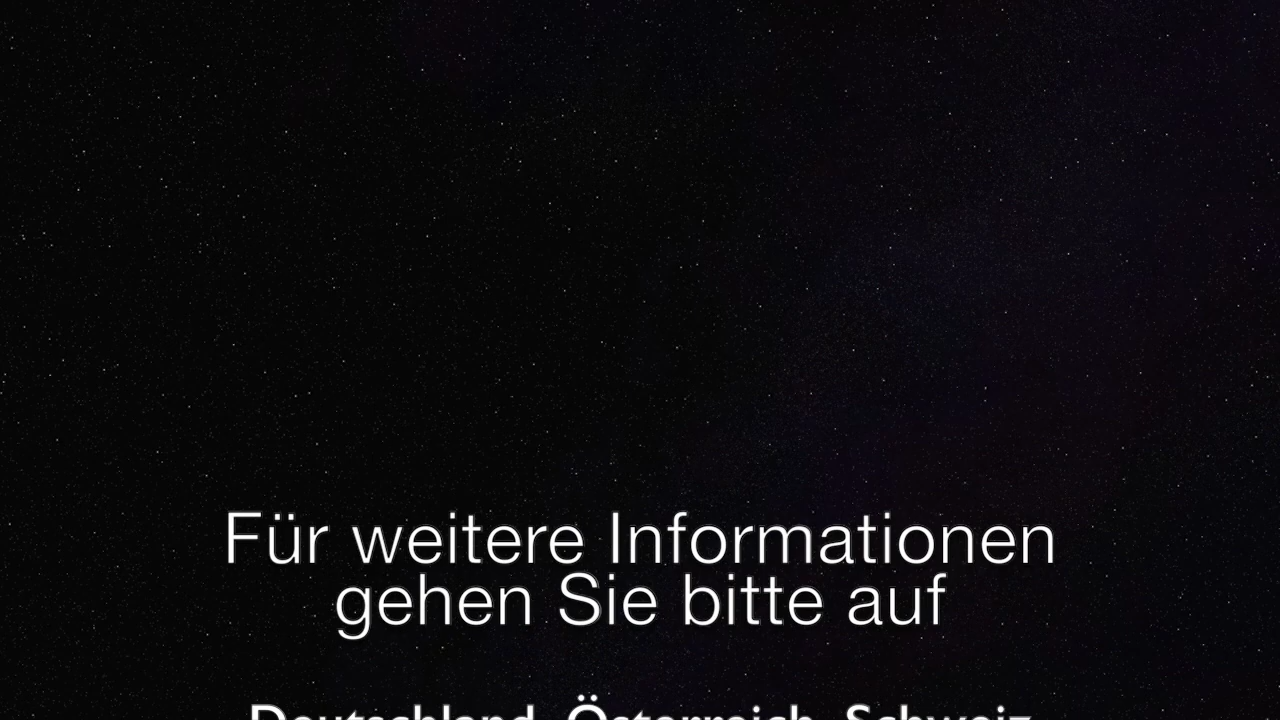 Für weitere Informationen
gehen Sie bitte auf
Deutschland, Österreich, Schweiz